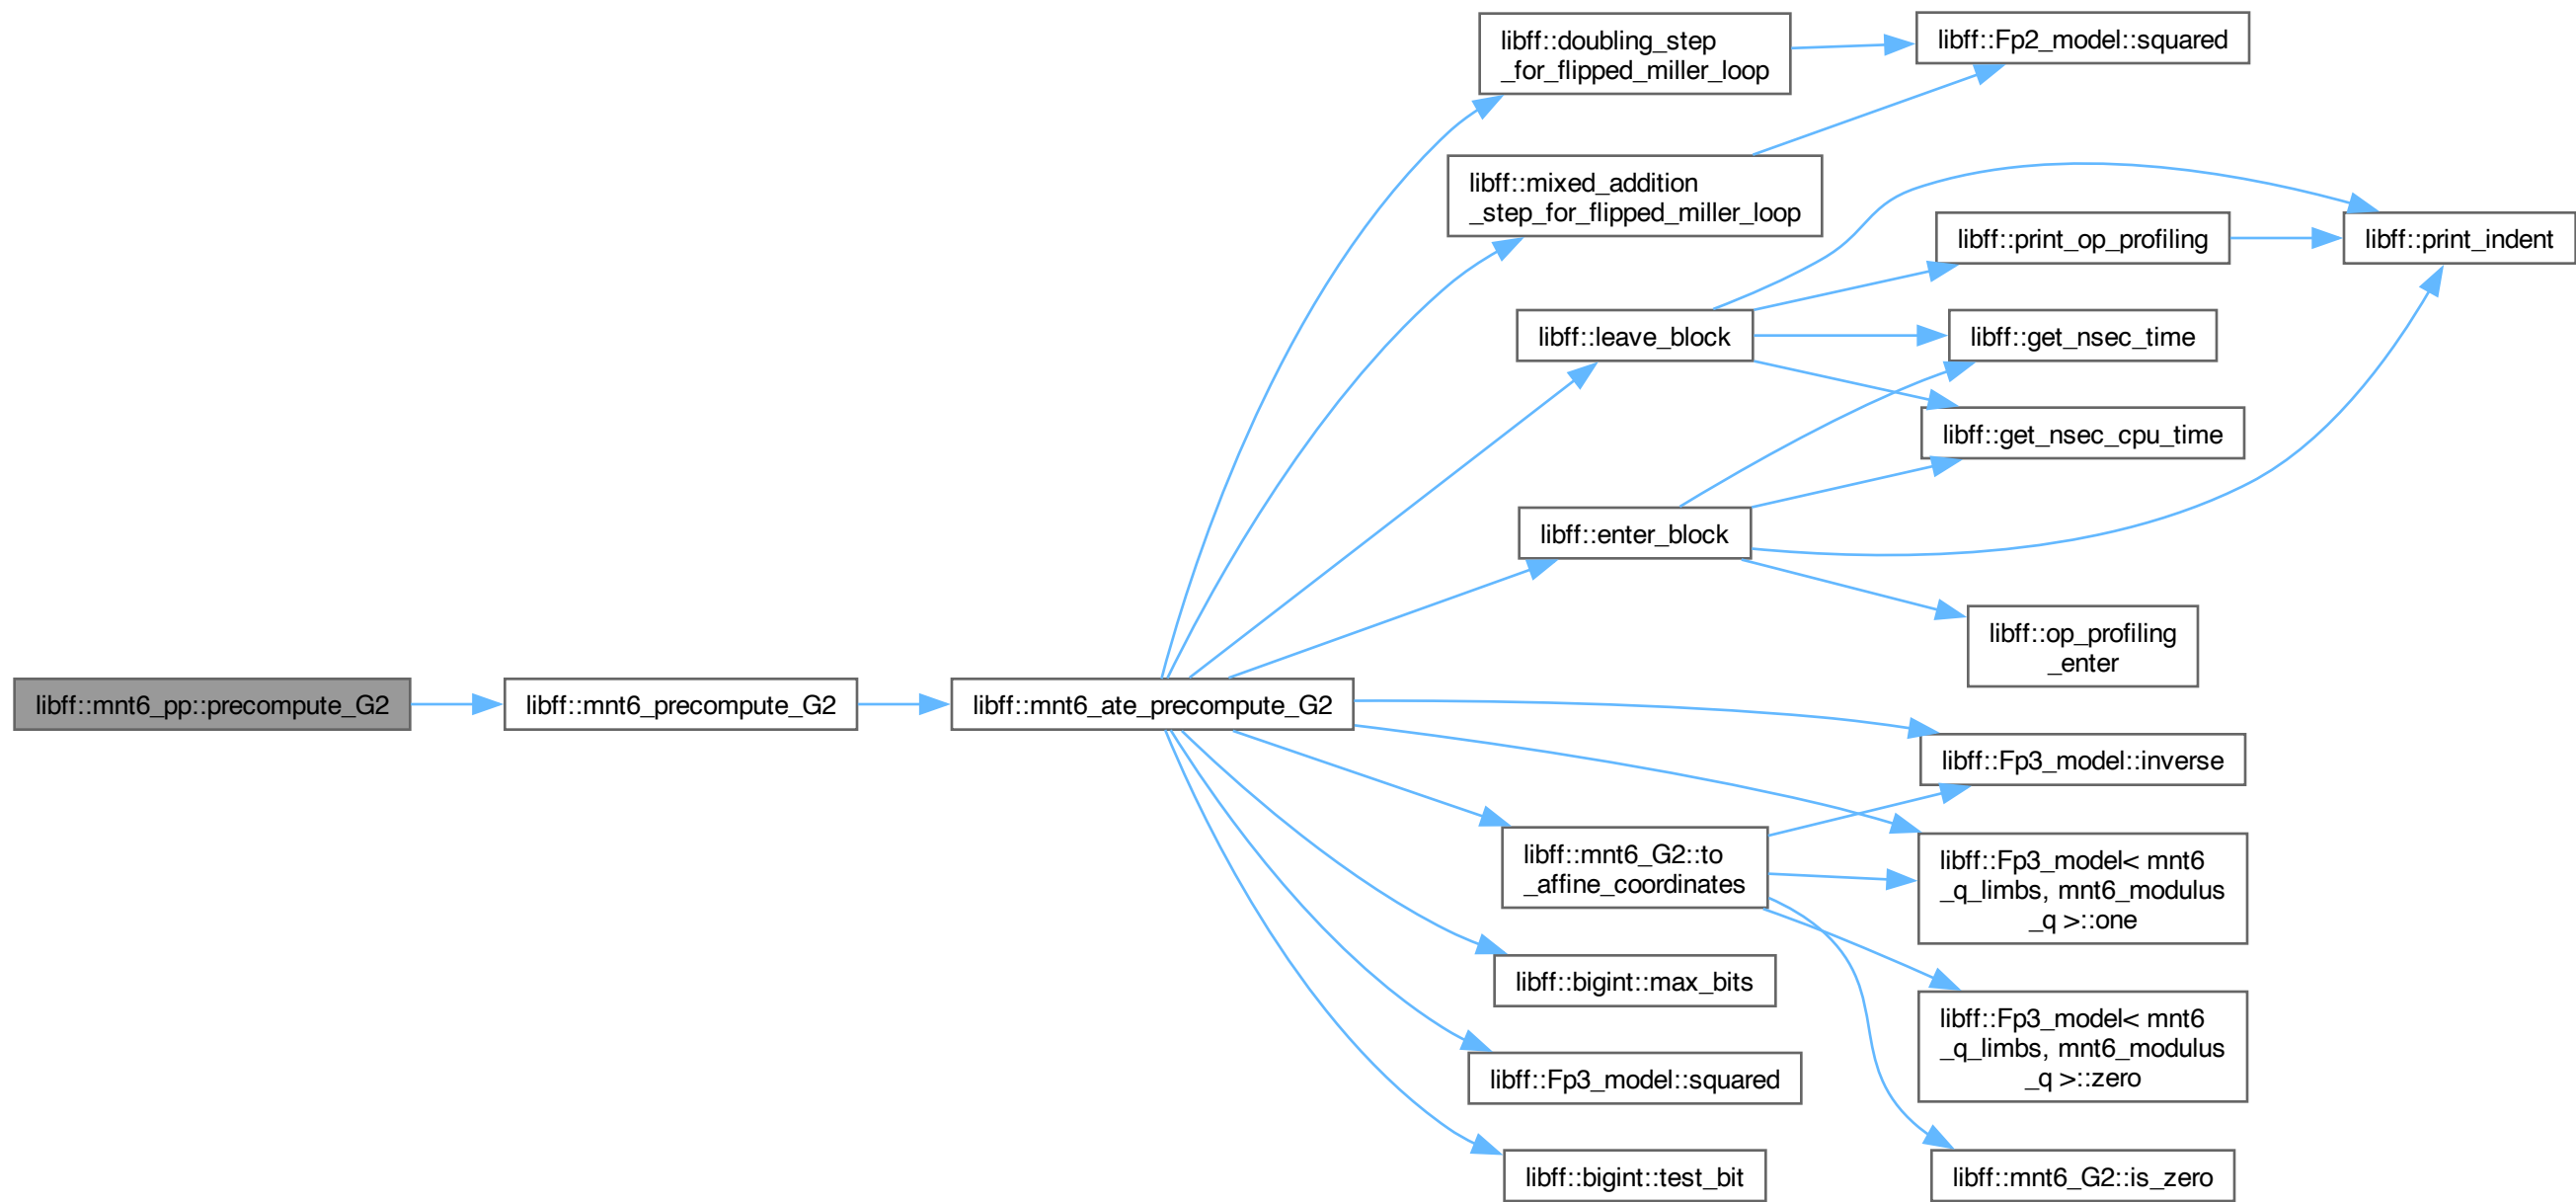 libff::mnt6_pp::precompute_G2
libff::mnt6_precompute_G2
libff::mnt6_ate_precompute_G2
libff::doubling_step
_for_flipped_miller_loop
libff::Fp2_model::squared
libff::mixed_addition
_step_for_flipped_miller_loop
libff::leave_block
libff::print_op_profiling
libff::print_indent
libff::get_nsec_time
libff::get_nsec_cpu_time
libff::enter_block
libff::op_profiling
_enter
libff::Fp3_model::inverse
libff::mnt6_G2::to
_affine_coordinates
libff::Fp3_model< mnt6
_q_limbs, mnt6_modulus
_q >::one
libff::Fp3_model< mnt6
_q_limbs, mnt6_modulus
_q >::zero
libff::mnt6_G2::is_zero
libff::bigint::max_bits
libff::Fp3_model::squared
libff::bigint::test_bit